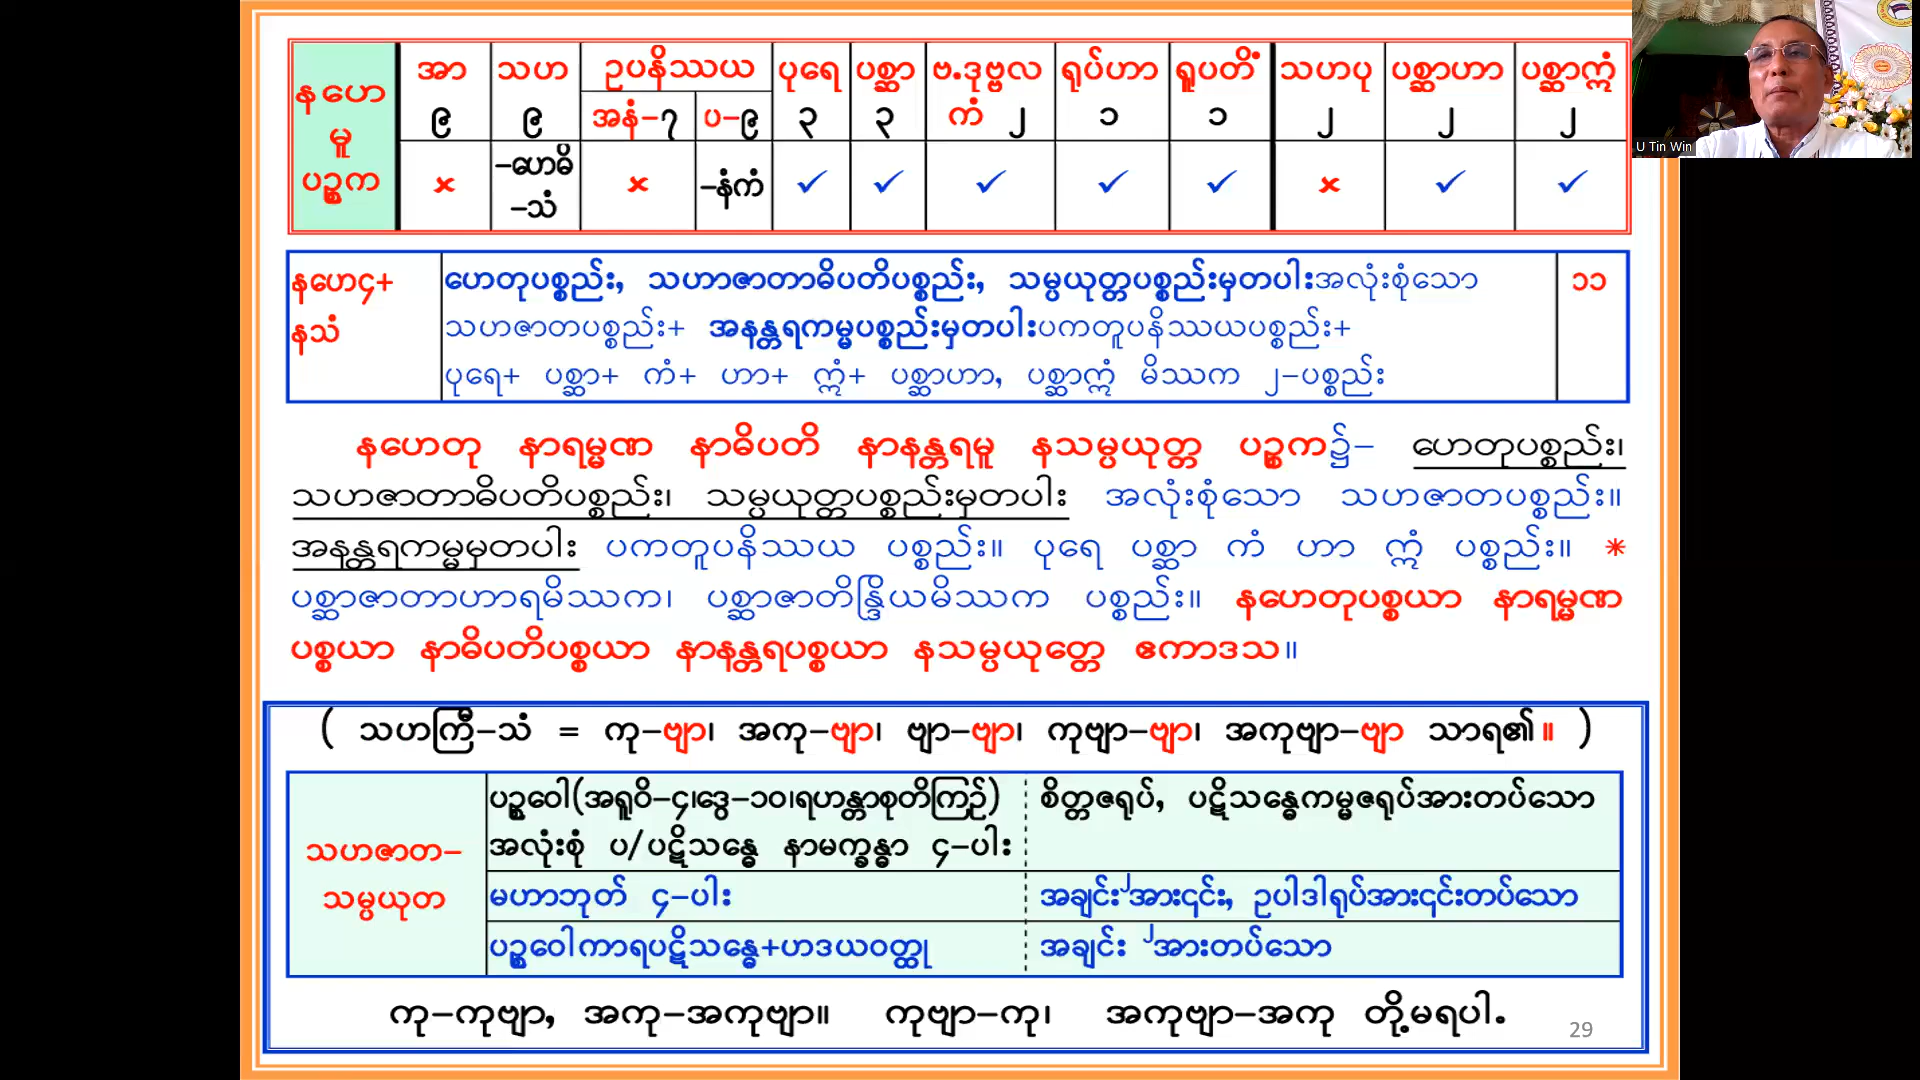 နဟေ
မူ
ပဉ္စက
အာ သဟ ဥပနိဿယ ပုရေ ပစ္ဆာ ဗ.ဒုဗ္ဗလ ရုပ်ဟာ ရူပတိံ သဟပု ပစ္ဆာဟာ ပစ္ဆာဣံ
၉ ၉ အနံ–၇ ပ–၉ ၃ ၃ ကံ ၂ ၁ ၁ ၂ ၂ ၂
× –ဟေဓိ –သံ × –နံကံ ✓ ✓ ✓ ✓ ✓ × ✓ ✓
နဟေ၄+
နသံ
ဟေတုပစ္စည်း, သဟာဇာတာဓိပတိပစ္စည်း, သမ္ပယုတ္တပစ္စည်းမှတပါးအလုံးစုံသော
သဟဇာတပစ္စည်း+ အနန္တရကမ္မပစ္စည်းမှတပါးပကတူပနိဿယပစ္စည်း+
ပုရေ+ ပစ္ဆာ+ ကံ+ ဟာ+ ဣံ+ ပစ္ဆာဟာ, ပစ္ဆာဣံ မိဿက ၂–ပစ္စည်း
၁၁
နဟေတု နာရမ္မဏ နာဓိပတိ နာနန္တရမူ နသမ္ပယုတ္တ ပဉ္စက၌– ဟေတုပစ္စည်း၊
သဟဇာတာဓိပတိပစ္စည်း၊ သမ္ပယုတ္တပစ္စည်းမှတပါး အလုံးစုံသော သဟဇာတပစ္စည်း။
အနန္တရကမ္မမှတပါး ပကတူပနိဿယ ပစ္စည်း။ ပုရေ ပစ္ဆာ ကံ ဟာ ဣံ ပစ္စည်း။ *
ပစ္ဆာဇာတာဟာရမိဿက၊ ပစ္ဆာဇာတိန္ဒြိယမိဿက ပစ္စည်း။ နဟေတုပစ္စယာ နာရမ္မဏ
ပစ္စယာ နာဓိပတိပစ္စယာ နာနန္တရပစ္စယာ နသမ္ပယုတ္တေ ဧကာဒသ။
( သဟကြီ–သံ = ကု–ဗျာ၊ အကု–ဗျာ၊ ဗျာ–ဗျာ၊ ကုဗျာ–ဗျာ၊ အကုဗျာ–ဗျာ သာရ၏။ )
သဟဇာတ–
သမ္ပယုတ
ပဉ္စဝေါ(အရူဝိ–၄၊ဒွေ–၁၀၊ရဟန္တာစုတိကြဉ်)
အလုံးစုံ ပ/ပဋိသန္ဓေ နာမက္ခန္ဓာ ၄–ပါး
စိတ္တဇရုပ်, ပဋိသန္ဓေကမ္မဇရုပ်အားတပ်သော
မဟာဘုတ် ၄–ပါး
အချင်း၂အား၎င်း, ဥပါဒါရုပ်အား၎င်းတပ်သော
ပဉ္စဝေါကာရပဋိသန္ဓေ+ဟဒယဝတ္ထု
အချင်း ၂အားတပ်သော
ကု–ကုဗျာ, အကု–အကုဗျာ။ ကုဗျာ–ကု၊ အကုဗျာ–အကု တို့မရပါ.
29
U Tin Win